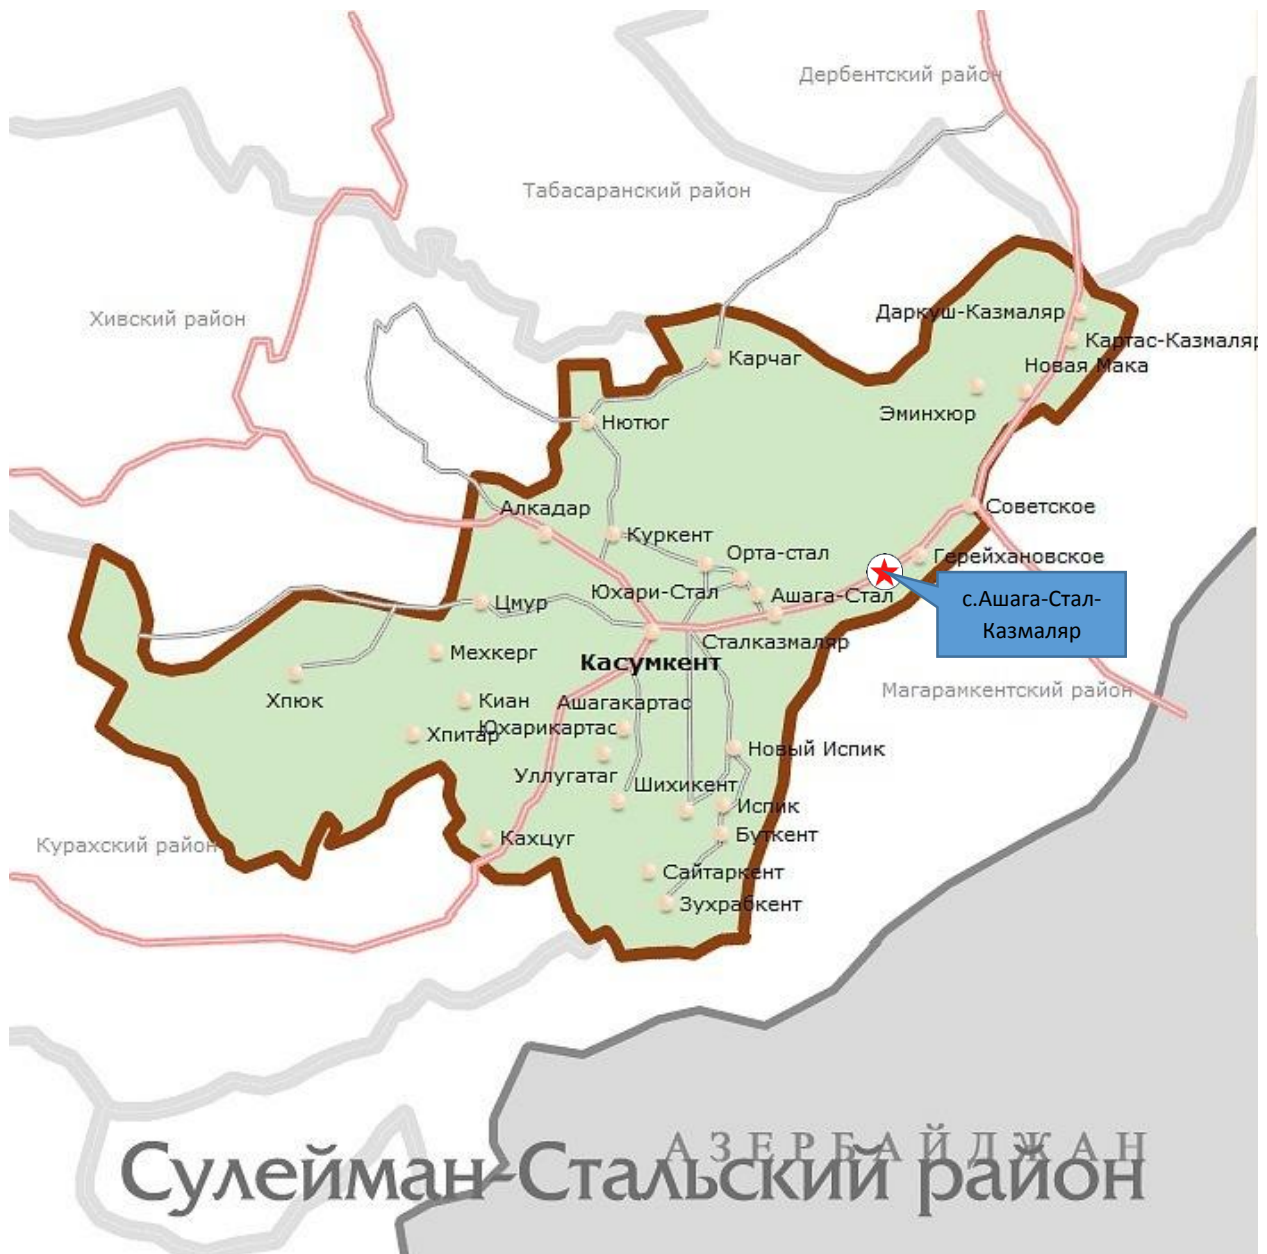 Дербентский район
Табасаранский район
Хивский район
Даркуш-Казмаляр
Картас-Казмаляр
Карчаг
Новая Мака
Эминхюр
Нютюг
Алкадар
Советское
Куркент
Орта-стал
Герейхановское
Юхари-Стал
Ашага-Стал
с.Ашага-Стал-
Казмаляр
Цмур
Сталказмаляр
Мехкерг
Касумкент
Магарамкентский район
Хпюк
Киан
Ашагакартас
Юхарикартас
Хпитар
Новый Испик
Уллугатаг
Шихикент
Испик
Буткент
Кахцуг
Курахский район
Сайтаркент
Зухрабкент
АЗЕРБАЙДЖАН
Сулейман-Стальский район